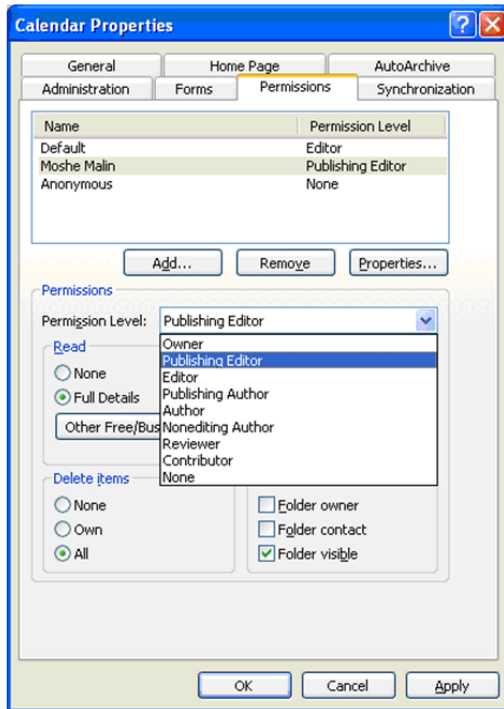 Calendar Properties
General Home Page AutoArchive
Administration Forms Permissions Synchronization
Name Permission Level
Default Editor
Moshe Malin Publishing Editor
Anonymous None
Add... Remove Properties...
Permissions
Permission Level: Publishing Editor
Owner
Publishing Editor
Editor
Publishing Author
Author
Nonediting Author
Reviewer
Contributor
None
Read
None
Full Details
Other Free/Bus
Delete items
None
Own
All
Folder owner
Folder contact
Folder visible
OK Cancel Apply